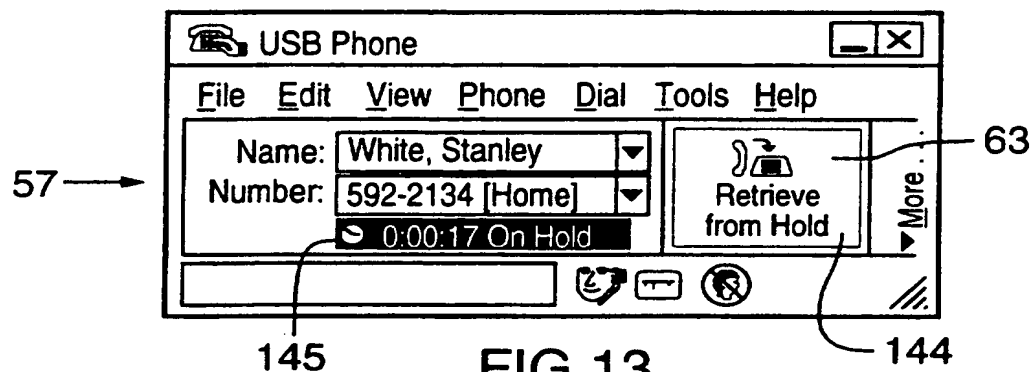 USB Phone
File Edit View Phone Dial Tools Help
Name: White, Stanley
Number: 592-2134 [Home]
0:00:17 On Hold
Retrieve
from Hold
More...
57
63
145
144
FIG.13